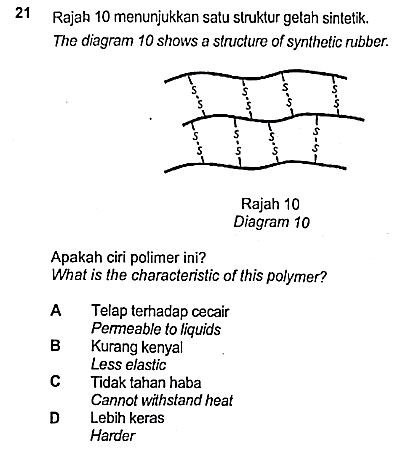 21 Rajah 10 menunjukkan satu struktur getah sintetik.
The diagram 10 shows a structure of synthetic rubber.
S S S S
S S S S
S S S S
S S S S
Rajah 10
Diagram 10
Apakah ciri polimer ini?
What is the characteristic of this polymer?
A Telap terhadap cecair
Permeable to liquids
B Kurang kenyal
Less elastic
C Tidak tahan haba
Cannot withstand heat
D Lebih keras
Harder